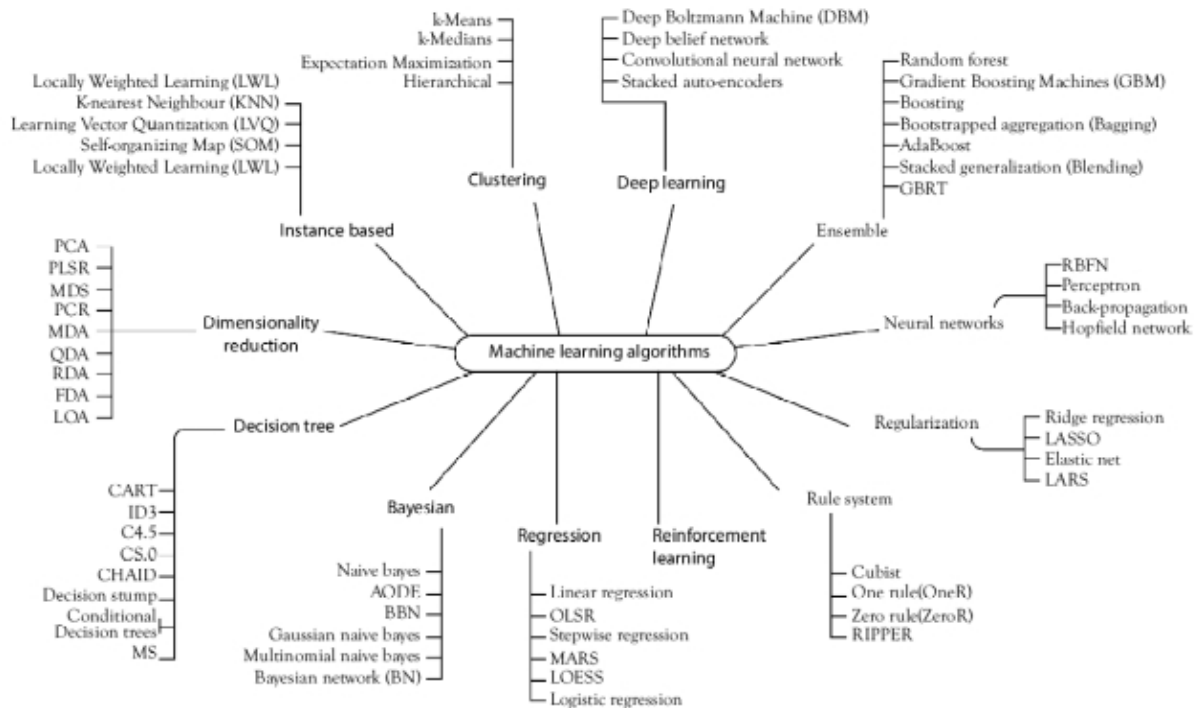 k-Means
k-Medians
Expectation Maximization
Hierarchical
Clustering
Deep Boltzmann Machine (DBM)
Deep belief network
Convolutional neural network
Stacked auto-encoders
Deep learning
Random forest
Gradient Boosting Machines (GBM)
Boosting
Bootstrapped aggregation (Bagging)
AdaBoost
Stacked generalization (Blending)
GBRT
Ensemble
Locally Weighted Learning (LWL)
K-nearest Neighbour (KNN)
Learning Vector Quantization (LVQ)
Self-organizing Map (SOM)
Locally Weighted Learning (LWL)
Instance based
PCA
PLSR
MDS
PCR
MDA
QDA
RDA
FDA
LOA
Dimensionality
reduction
Machine learning algorithms
RBFN
Perceptron
Back-propagation
Hopfield network
Neural networks
Regularization
Ridge regression
LASSO
Elastic net
LARS
Decision tree
CART
ID3
C4.5
CS.0
CHAID
Decision stump
Conditional
Decision trees
MS
Bayesian
Naive bayes
AODE
BBN
Gaussian naive bayes
Multinomial naive bayes
Bayesian network (BN)
Regression
Linear regression
OLSR
Stepwise regression
MARS
LOESS
Logistic regression
Reinforcement
learning
Rule system
Cubist
One rule(OneR)
Zero rule(ZeroR)
RIPPER